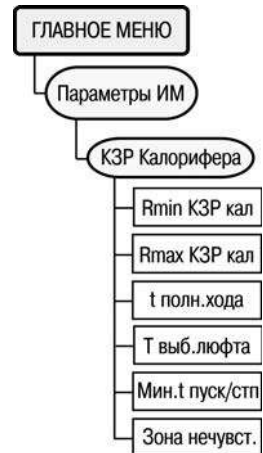 ГЛАВНОЕ МЕНЮ
Параметры ИМ
КЗР Калорифера
Rmin КЗР кал
Rmax КЗР кал
t полн.хода
T выб.люфта
Мин.t пуск/стп
Зона нечувст.